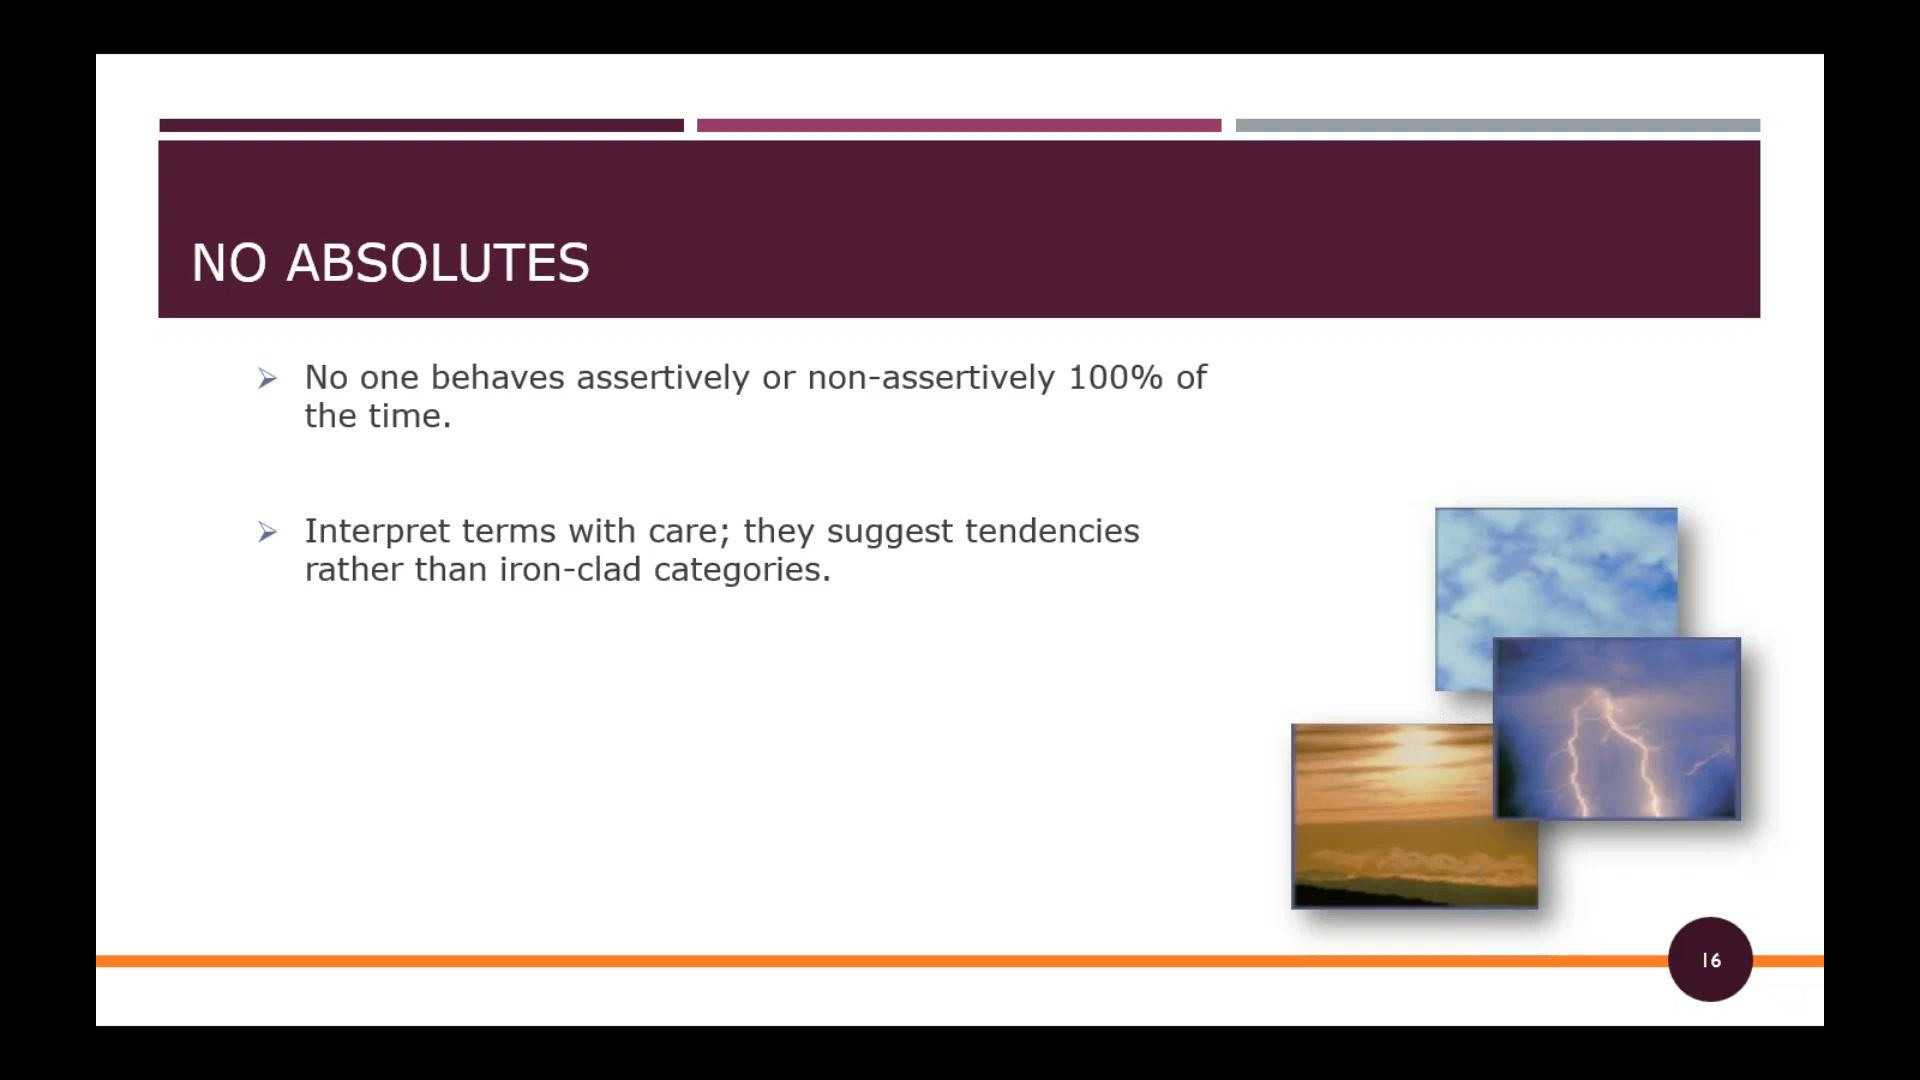 NO ABSOLUTES
➢ No one behaves assertively or non-assertively 100% of
the time.
➢ Interpret terms with care; they suggest tendencies
rather than iron-clad categories.
16